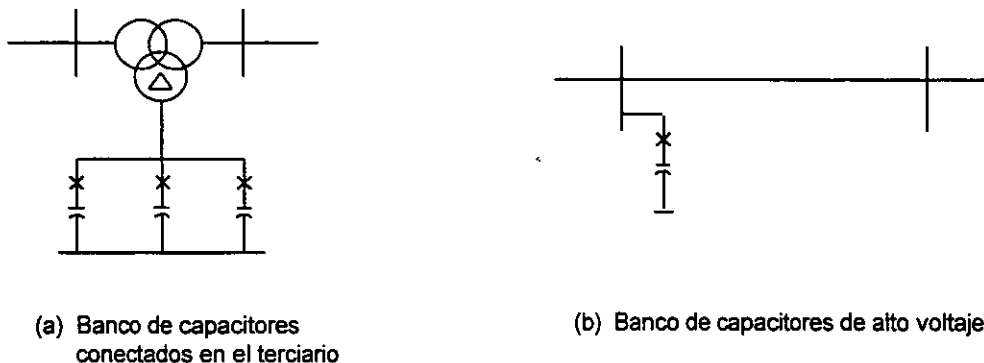 (a) Banco de capacitores
conectados en el terciario
(b) Banco de capacitores de alto voltaje